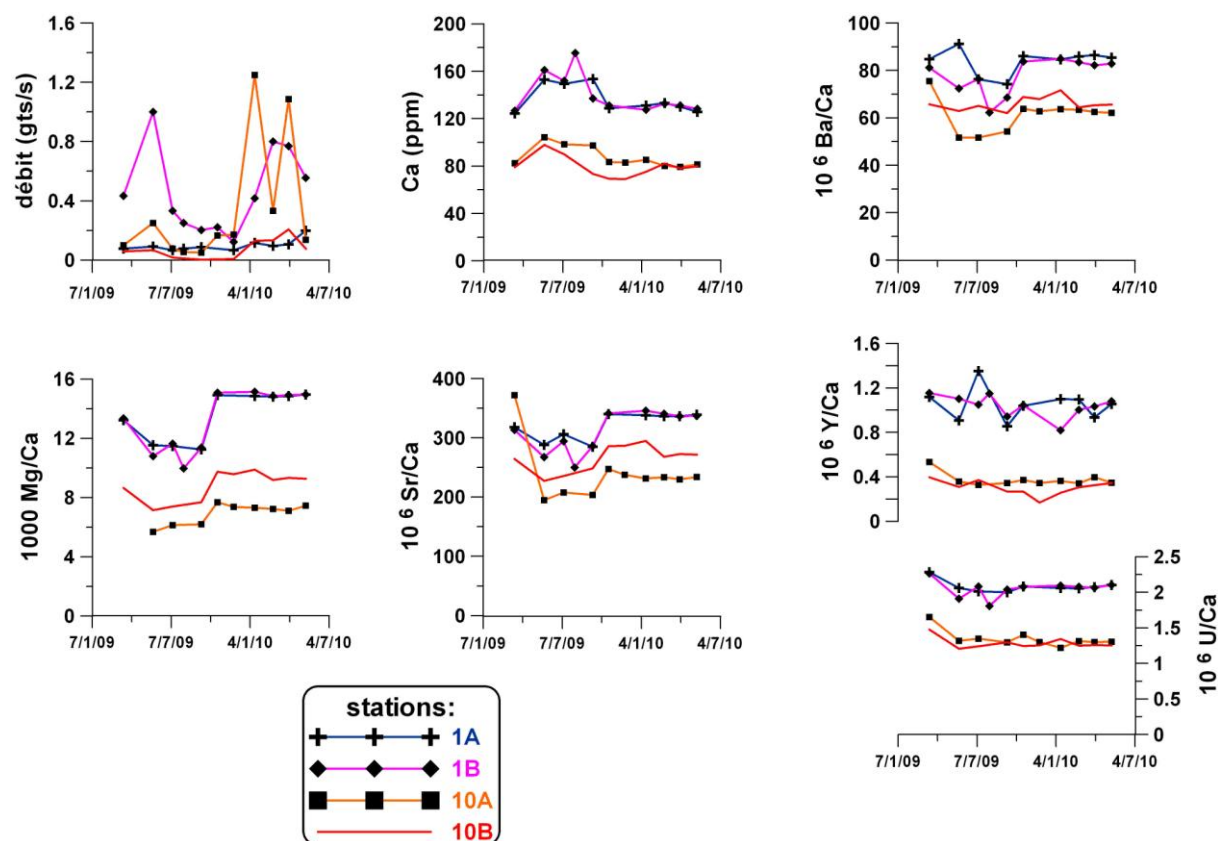 débit (gts/s)
1.6
1.2
0.8
0.4
0
7/1/09 7/7/09 4/1/10 4/7/10
Ca (ppm)
200
160
120
80
40
0
7/1/09 7/7/09 4/1/10 4/7/10
10 6 Ba/Ca
100
80
60
40
20
0
7/1/09 7/7/09 4/1/10 4/7/10
1000 Mg/Ca
16
12
8
4
0
7/1/09 7/7/09 4/1/10 4/7/10
10 6 Sr/Ca
400
300
200
100
0
7/1/09 7/7/09 4/1/10 4/7/10
10 6 Y/Ca
1.6
1.2
0.8
0.4
0
2.5
2
1.5
1
0.5
0
10 6 U/Ca
7/1/09 7/7/09 4/1/10 4/7/10
stations:
1A
1B
10A
10B